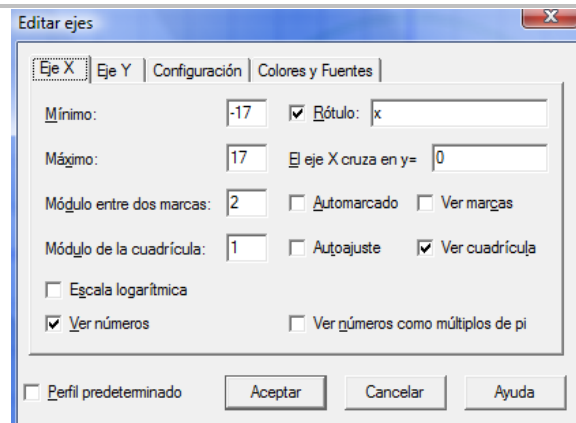 Editar ejes
Eje X Eje Y Configuración Colores y Fuentes
Mínimo: -17 Rótulo: x
Máximo: 17 El eje X cruza en y= 0
Módulo entre dos marcas: 2 Automarcado Ver marcas
Módulo de la cuadrícula: 1 Autoajuste Ver cuadrícula
Escala logarítmica
Ver números Ver números como múltiplos de pi
Perfil predeterminado Aceptar Cancelar Ayuda